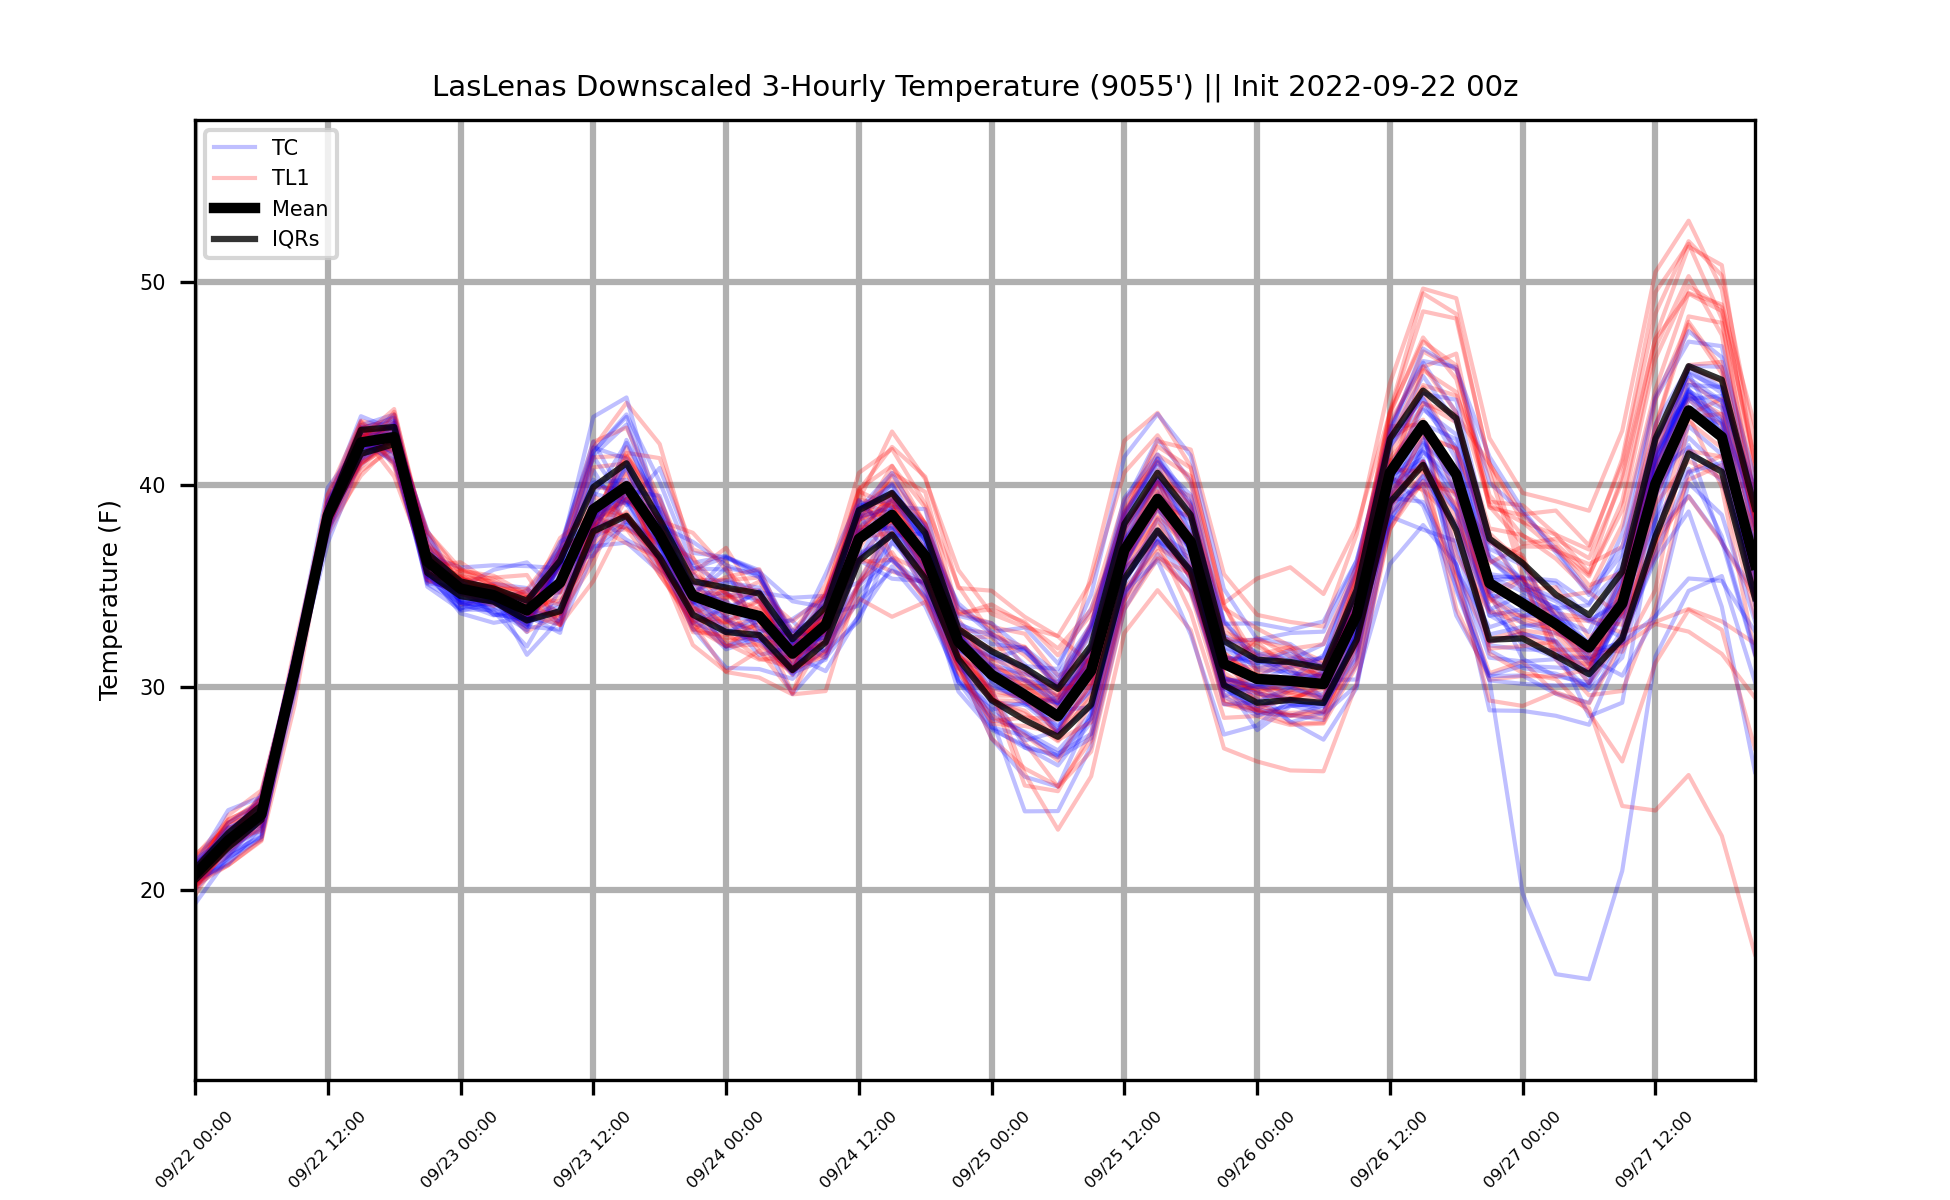 LasLenas Downscaled 3-Hourly Temperature (9055') || Init 2022-09-22 00z
TC
TL1
Mean
IQRs
Temperature (F)
50
40
30
20
09/22 00:00
09/22 12:00
09/23 00:00
09/23 12:00
09/24 00:00
09/24 12:00
09/25 00:00
09/25 12:00
09/26 00:00
09/26 12:00
09/27 00:00
09/27 12:00